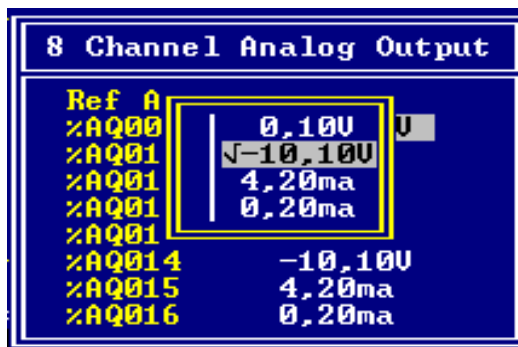 8 Channel Analog Output
Ref A
%AQ00 0,10V V
%AQ01 √-10,10V
%AQ01 4,20ma
%AQ01 0,20ma
%AQ01
%AQ014 -10,10V
%AQ015 4,20ma
%AQ016 0,20ma